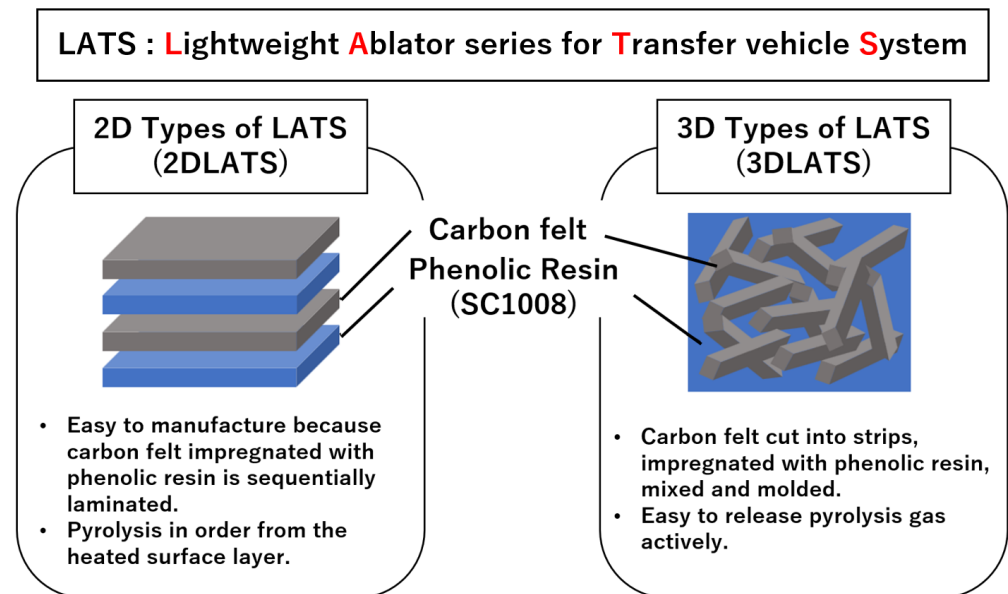 LATS : Lightweight Ablator series for Transfer vehicle System
2D Types of LATS
(2DLATS)
3D Types of LATS
(3DLATS)
Carbon felt
Phenolic Resin
(SC1008)
• Easy to manufacture because
carbon felt impregnated with
phenolic resin is sequentially
laminated.
• Pyrolysis in order from the
heated surface layer.
• Carbon felt cut into strips,
impregnated with phenolic resin,
mixed and molded.
• Easy to release pyrolysis gas
actively.